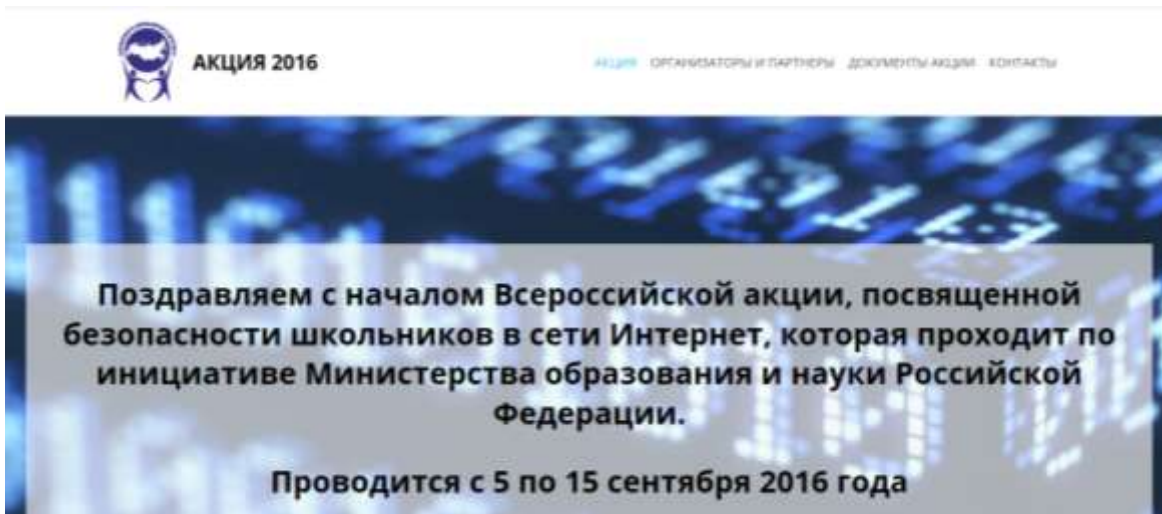 АКЦИЯ 2016
АКЦИЯ ОРГАНИЗАТОРЫ И ПАРТНЕРЫ ДОКУМЕНТЫ АКЦИИ КОНТАКТЫ
Поздравляем с началом Всероссийской акции, посвященной
безопасности школьников в сети Интернет, которая проходит по
инициативе Министерства образования и науки Российской
Федерации.
Проводится с 5 по 15 сентября 2016 года